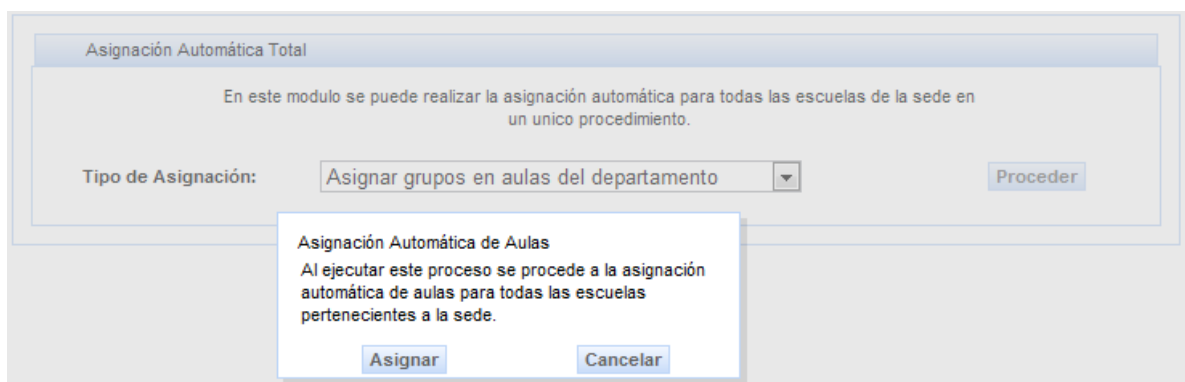 Asignación Automática Total
En este modulo se puede realizar la asignación automática para todas las escuelas de la sede en
un unico procedimiento.
Tipo de Asignación: Asignar grupos en aulas del departamento Proceder
Asignación Automática de Aulas
Al ejecutar este proceso se procede a la asignación
automática de aulas para todas las escuelas
pertenecientes a la sede.
Asignar Cancelar